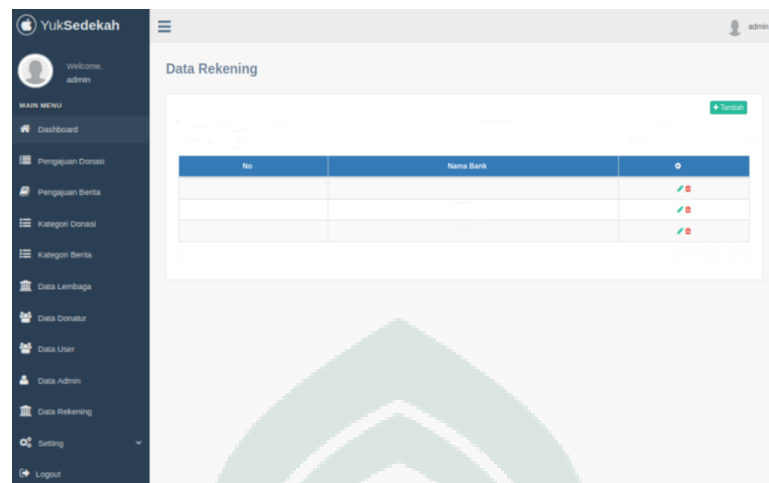 YukSedekah
admin
Welcome,
admin
Data Rekening
MAIN MENU
+ Tambah
Dashboard
Pengajuan Donasi
No Nama Bank
Pengajuan Berita
Kategori Donasi
Kategori Berita
Data Lembaga
Data Donatur
Data User
Data Admin
Data Rekening
Setting
Logout